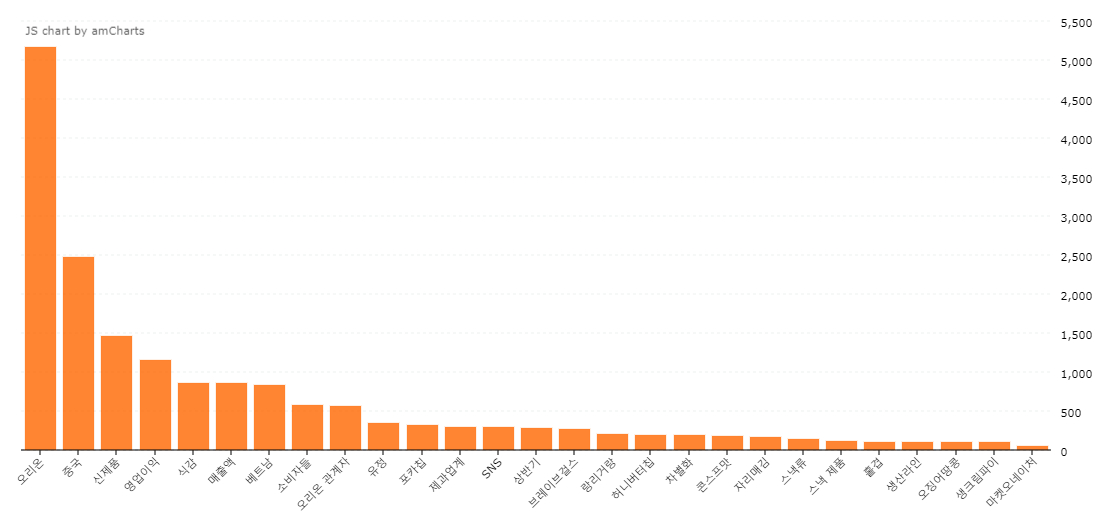 JS chart by amCharts
5,500
5,000
4,500
4,000
3,500
3,000
2,500
2,000
1,500
1,000
500
0
오리온
중국
신제품
영업이익
식감
매출액
베트남
소비자들
오리온 관계자
유정
포카칩
제과업계
SNS
상반기
브레이브걸스
랑리거랑
허니버터칩
차별화
콘스프맛
자리매김
스낵류
스낵 제품
홀겹
생산라인
오징어땅콩
생크림파이
마켓오네이처